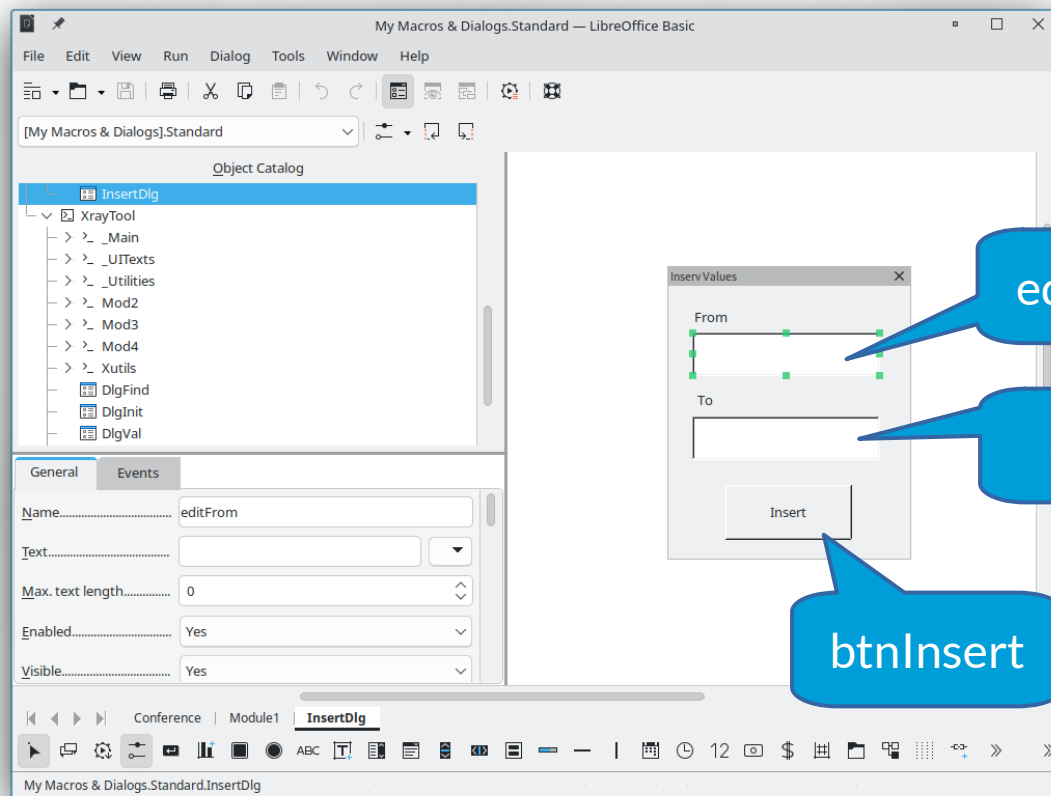 My Macros & Dialogs.Standard — LibreOffice Basic
File Edit View Run Dialog Tools Window Help
[My Macros & Dialogs].Standard
Object Catalog
InsertDlg
XrayTool
_Main
_UITexts
_Utilities
Mod2
Mod3
Mod4
Xutils
DlgFind
DlgInit
DlgVal
General Events
Name editFrom
Text
Max. text length 0
Enabled Yes
Visible Yes
Inserv Values
From
To
Insert
btnInsert
Conference Module1 InsertDlg
ABC T 12 $
My Macros & Dialogs.Standard.InsertDlg